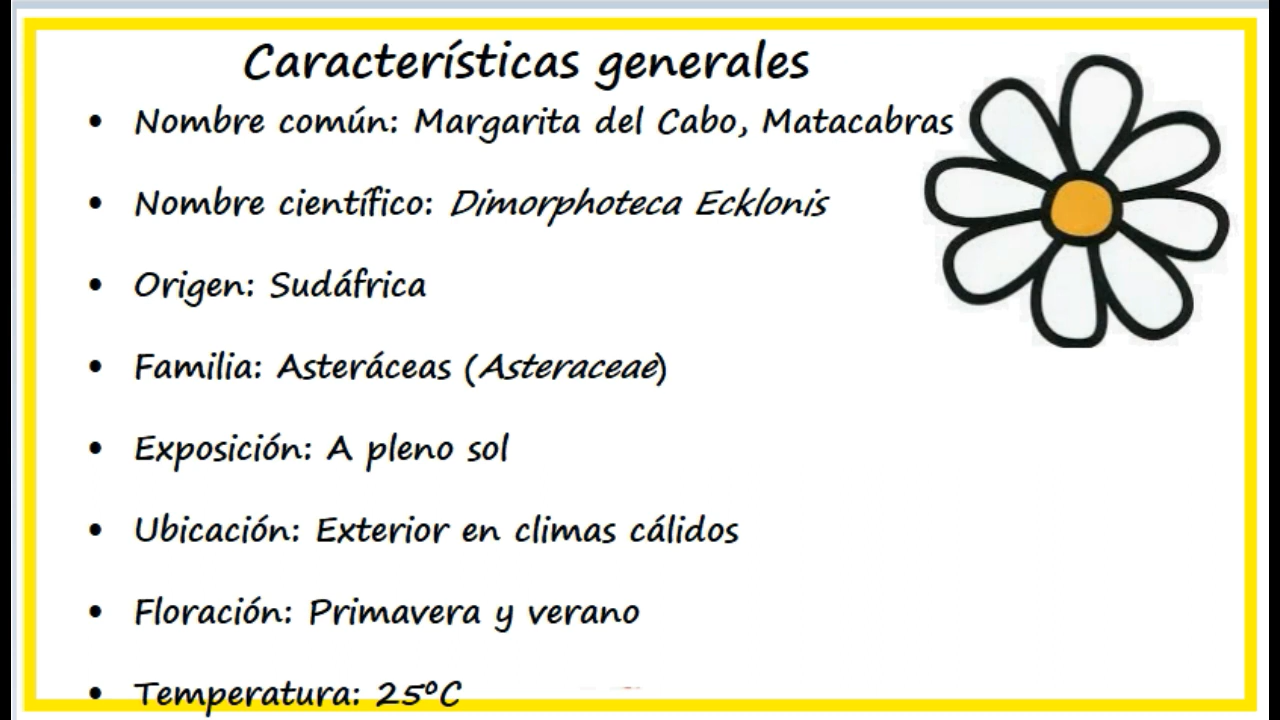 Características generales
• Nombre común: Margarita del Cabo, Matacabras
• Nombre científico: Dimorphoteca Ecklonis
• Origen: Sudáfrica
• Familia: Asteráceas (Asteraceae)
• Exposición: A pleno sol
• Ubicación: Exterior en climas cálidos
• Floración: Primavera y verano
• Temperatura: 25ºC